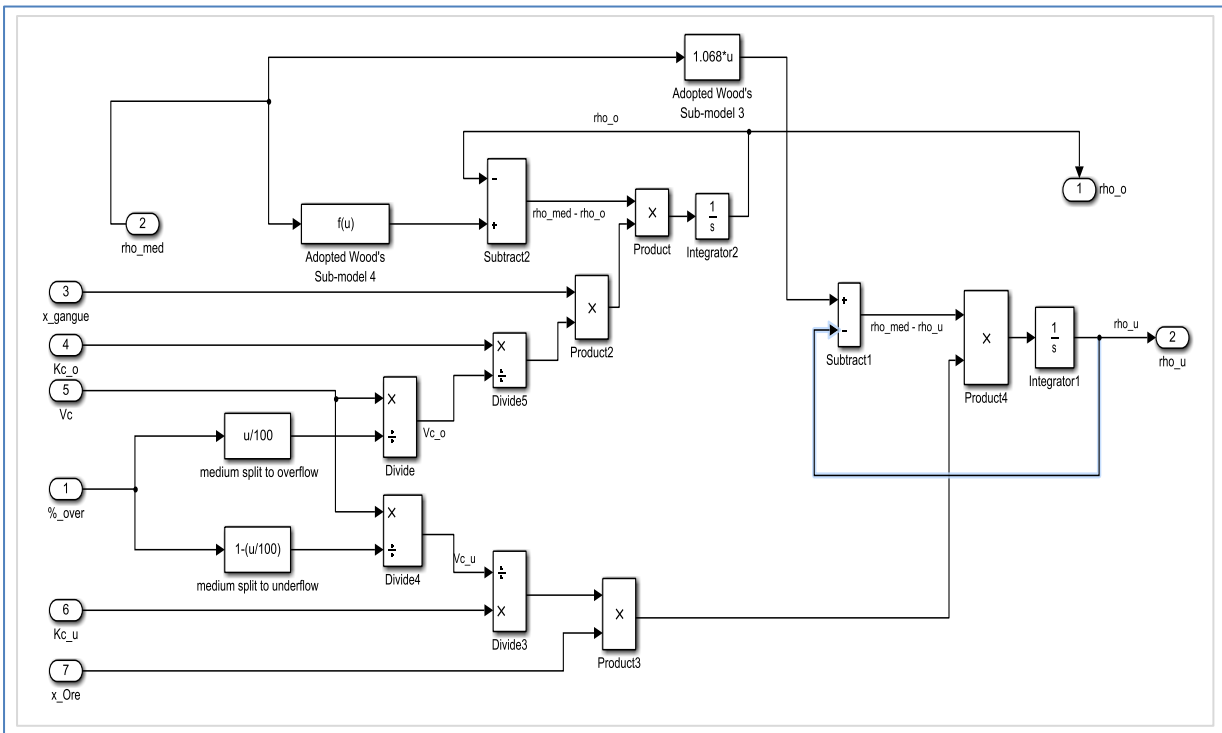 1.068*u
Adopted Wood's
Sub-model 3
rho_o
1
rho_o
2
rho_med
f(u)
Adopted Wood's
Sub-model 4
−
+
Subtract2
rho_med - rho_o
X
Product
1
s
Integrator2
3
x_gangue
X
Product2
4
Kc_o
X
÷
Divide5
5
Vc
X
÷
Divide
Vc_o
u/100
medium split to overflow
1
%_over
1-(u/100)
medium split to underflow
X
÷
Divide4
Vc_u
÷
X
Divide3
6
Kc_u
7
x_Ore
X
Product3
+
-
Subtract1
rho_med - rho_u
X
Product4
1
s
Integrator1
rho_u
2
rho_u